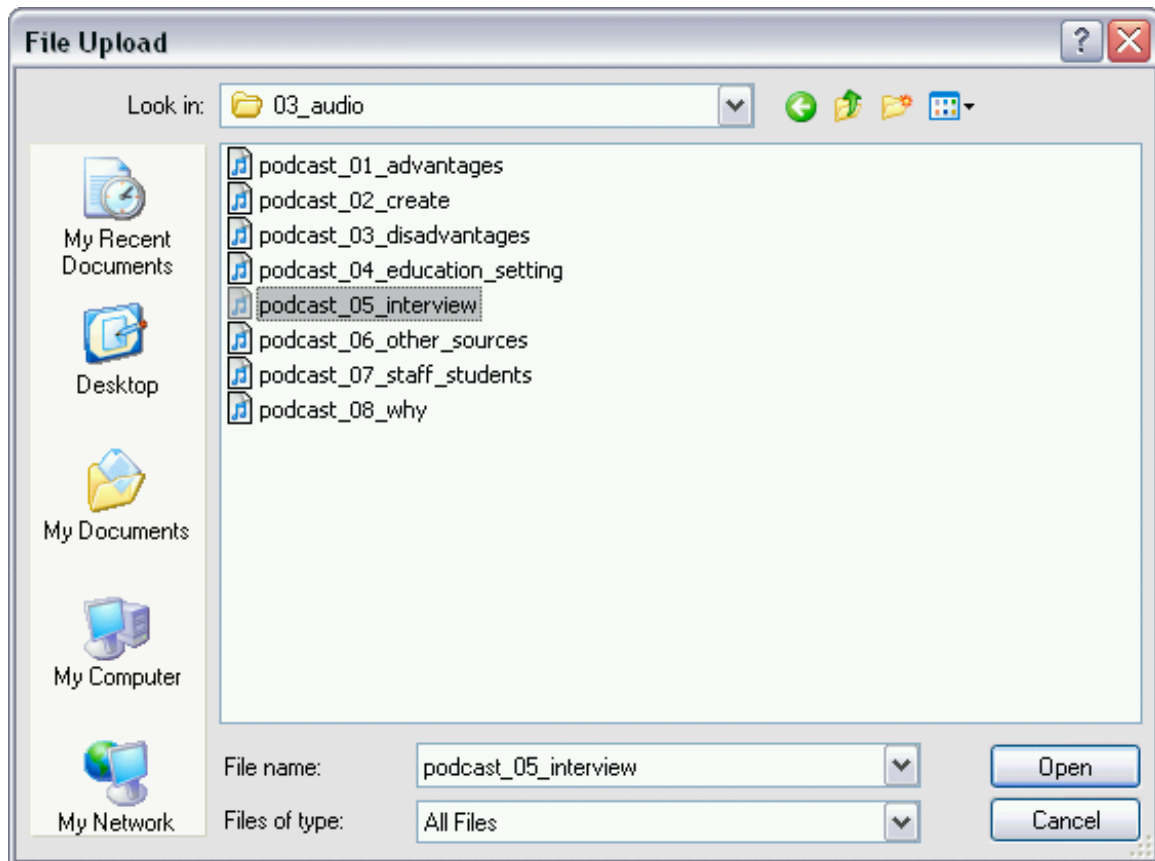 File Upload
?
Look in:
03_audio
My Recent
Documents
Desktop
My Documents
My Computer
My Network
podcast_01_advantages
podcast_02_create
podcast_03_disadvantages
podcast_04_education_setting
podcast_05_interview
podcast_06_other_sources
podcast_07_staff_students
podcast_08_why
File name:
podcast_05_interview
Open
Files of type:
All Files
Cancel